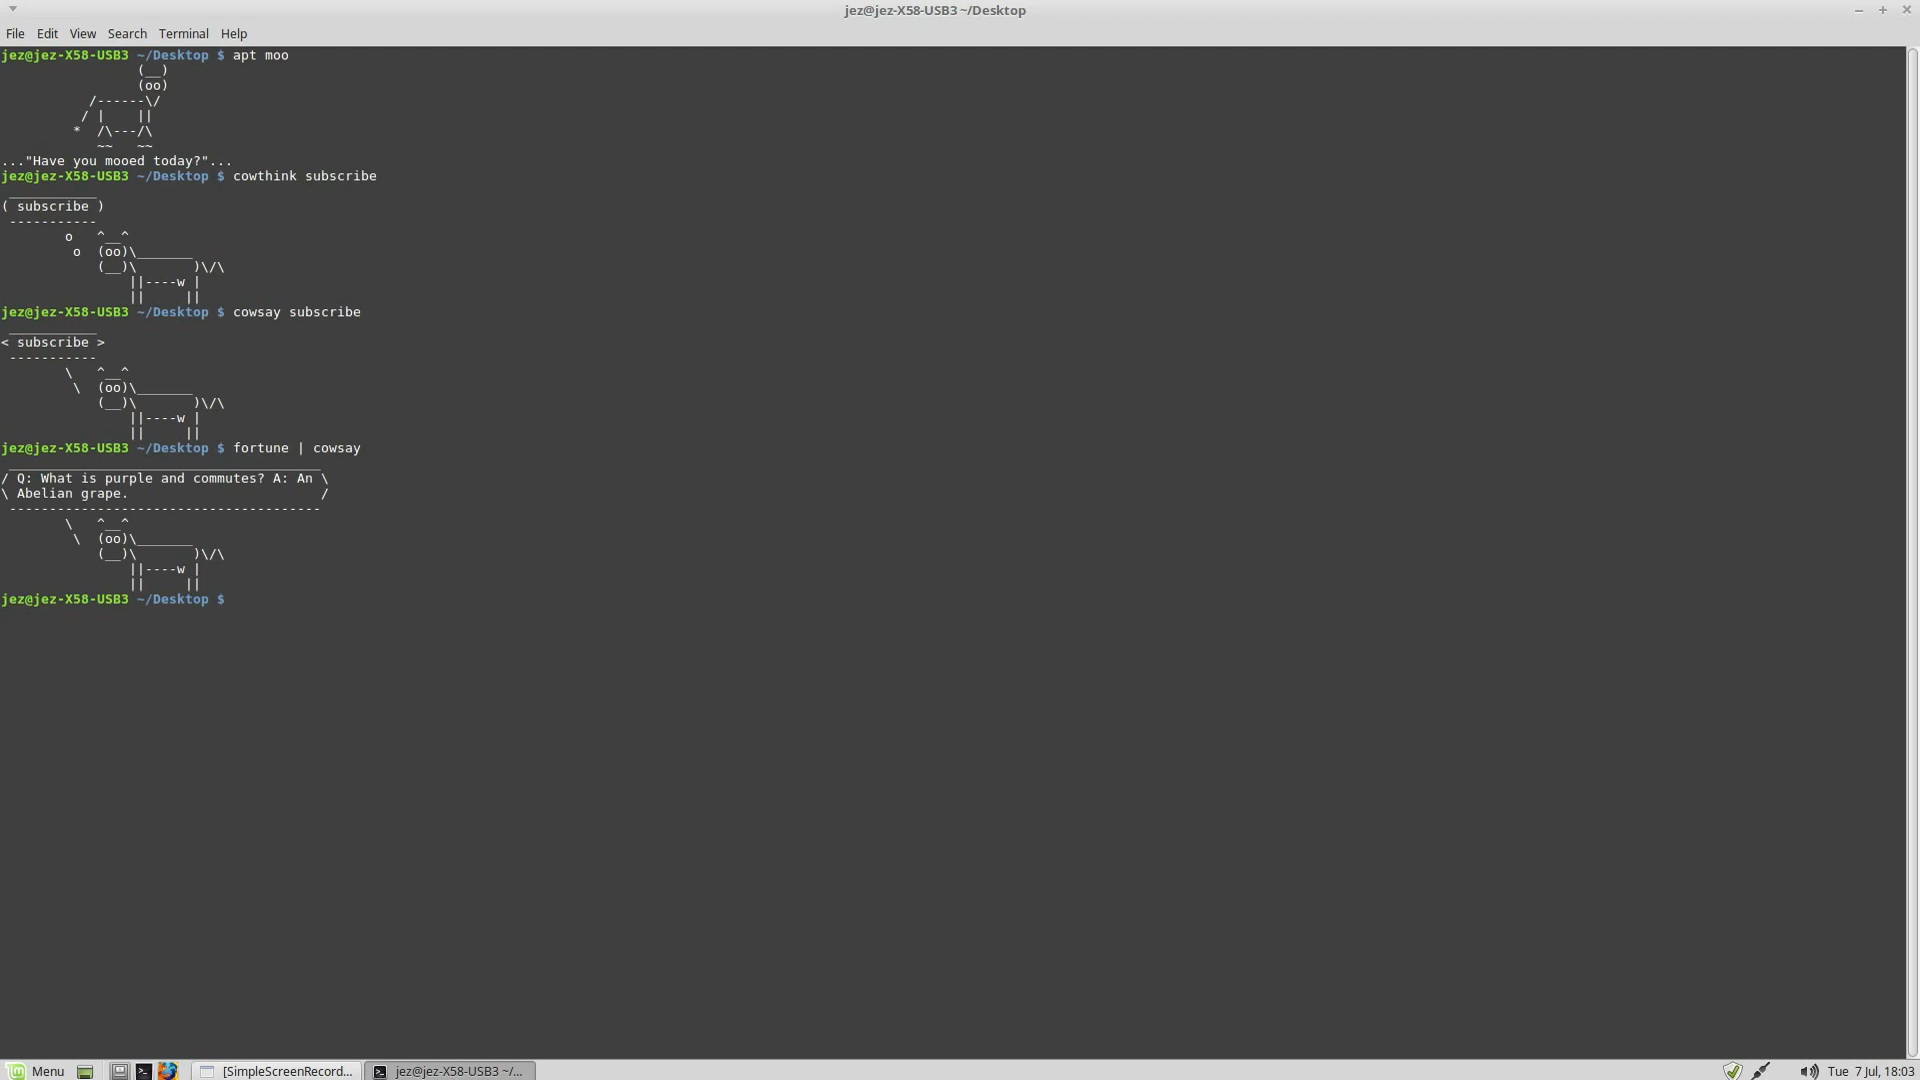 jez@jez-X58-USB3 ~/Desktop
File Edit View Search Terminal Help
jez@jez-X58-USB3 ~/Desktop $ apt moo
                 (__)
                 (oo)
           /------\/
          / |    ||
         *  /\---/\
            ~~   ~~
..."Have you mooed today?"...
jez@jez-X58-USB3 ~/Desktop $ cowthink subscribe
 ___________
( subscribe )
 -----------
        o   ^__^
         o  (oo)\_______
            (__)\       )\/\
                ||----w |
                ||     ||
jez@jez-X58-USB3 ~/Desktop $ cowsay subscribe
 ___________
< subscribe >
 -----------
        \   ^__^
         \  (oo)\_______
            (__)\       )\/\
                ||----w |
                ||     ||
jez@jez-X58-USB3 ~/Desktop $ fortune | cowsay
 _______________________________________
/ Q: What is purple and commutes? A: An \
\ Abelian grape.                        /
 ---------------------------------------
        \   ^__^
         \  (oo)\_______
            (__)\       )\/\
                ||----w |
                ||     ||
jez@jez-X58-USB3 ~/Desktop $
Menu [SimpleScreenRecord... jez@jez-X58-USB3 ~/... Tue 7 Jul, 18:03